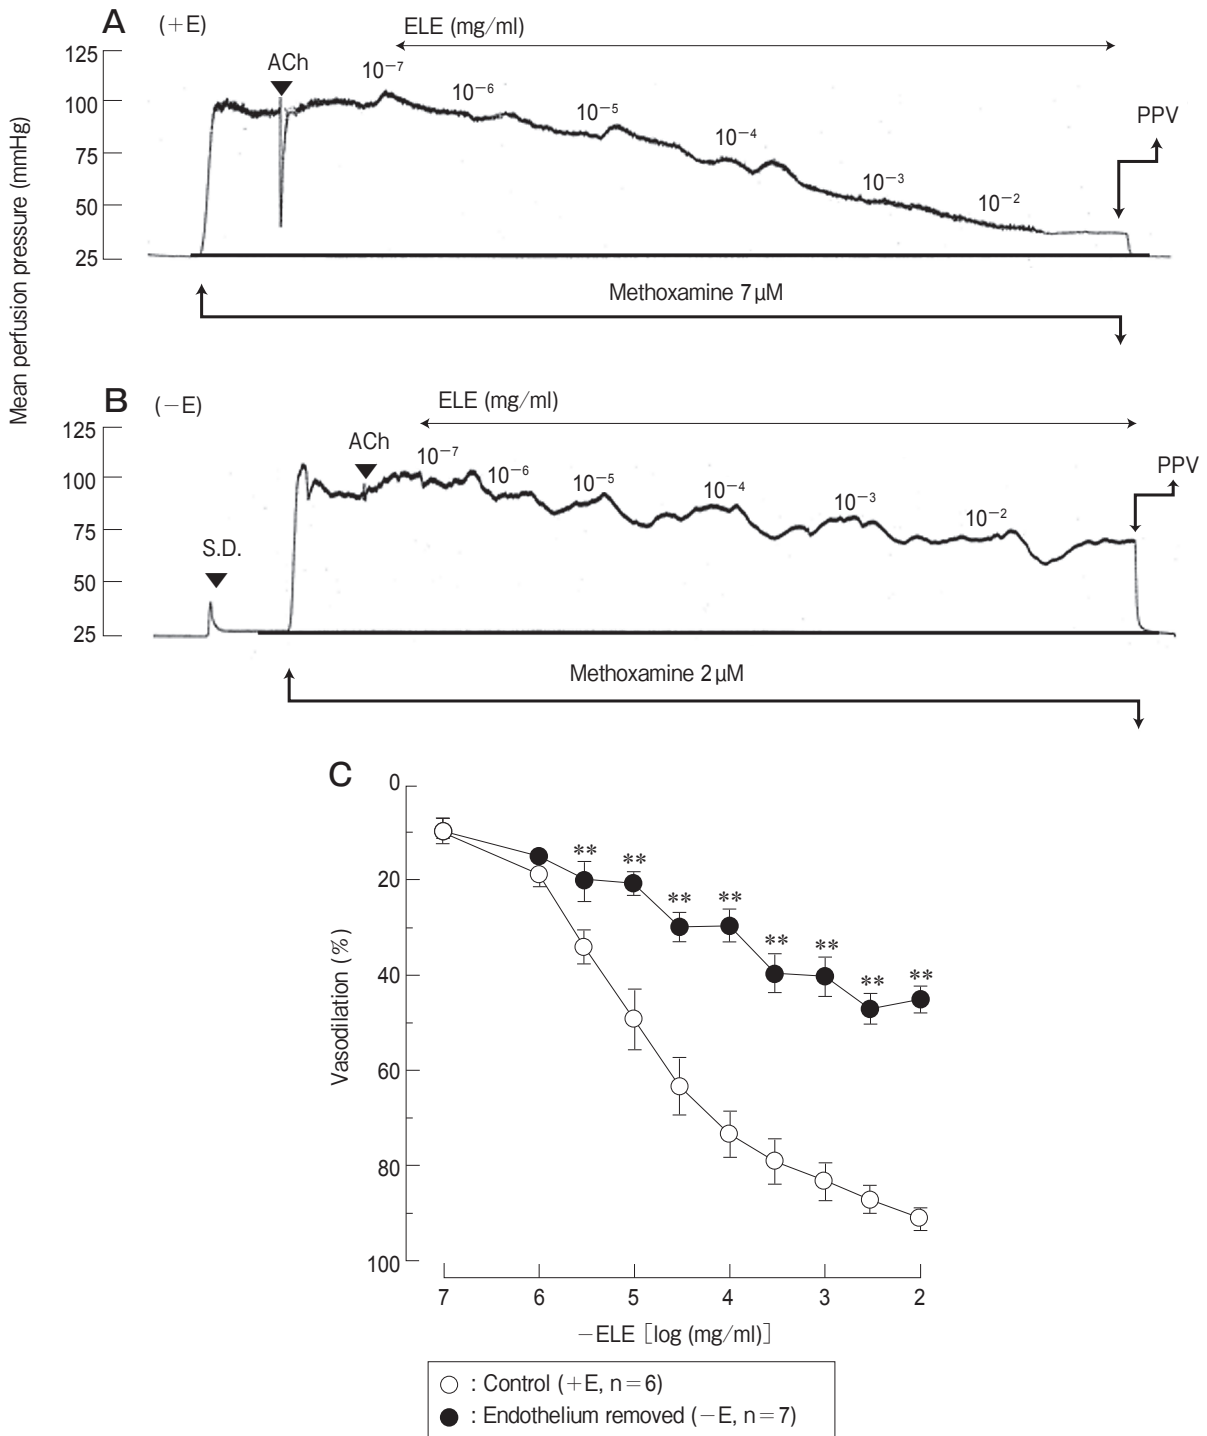 A (+E) ELE (mg/ml)
125
100
75
50
25
ACh
10−7
10−6
10−5
10−4
10−3
10−2
PPV
Methoxamine 7 μM
Mean perfusion pressure (mmHg)
B (−E) ELE (mg/ml)
125
100
75
50
25
S.D.
ACh
10−7
10−6
10−5
10−4
10−3
10−2
PPV
Methoxamine 2 μM
C
0
20
40
60
80
100
Vasodilation (%)
** ** ** ** ** ** ** **
7 6 5 4 3 2
−ELE [log (mg/ml)]
○ : Control (+E, n=6)
● : Endothelium removed (−E, n=7)